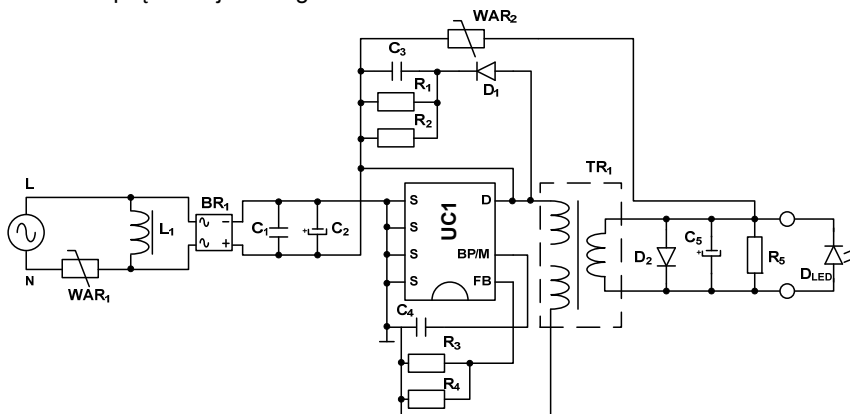 WAR2
C3
R1
D1
R2
TR1
L
BR1
L1
C1
C2
S
D
S
UC1
S
BP/M
S
FB
D2
C5
R5
DLED
N
WAR1
C4
R3
R4